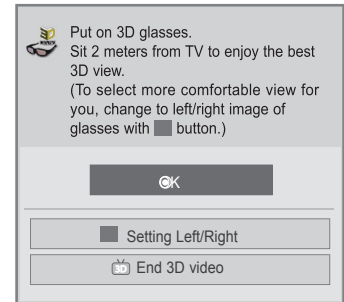 Put on 3D glasses.
Sit 2 meters from TV to enjoy the best
3D view.
(To select more comfortable view for
you, change to left/right image of
glasses with button.)
OK
Setting Left/Right
3D End 3D video